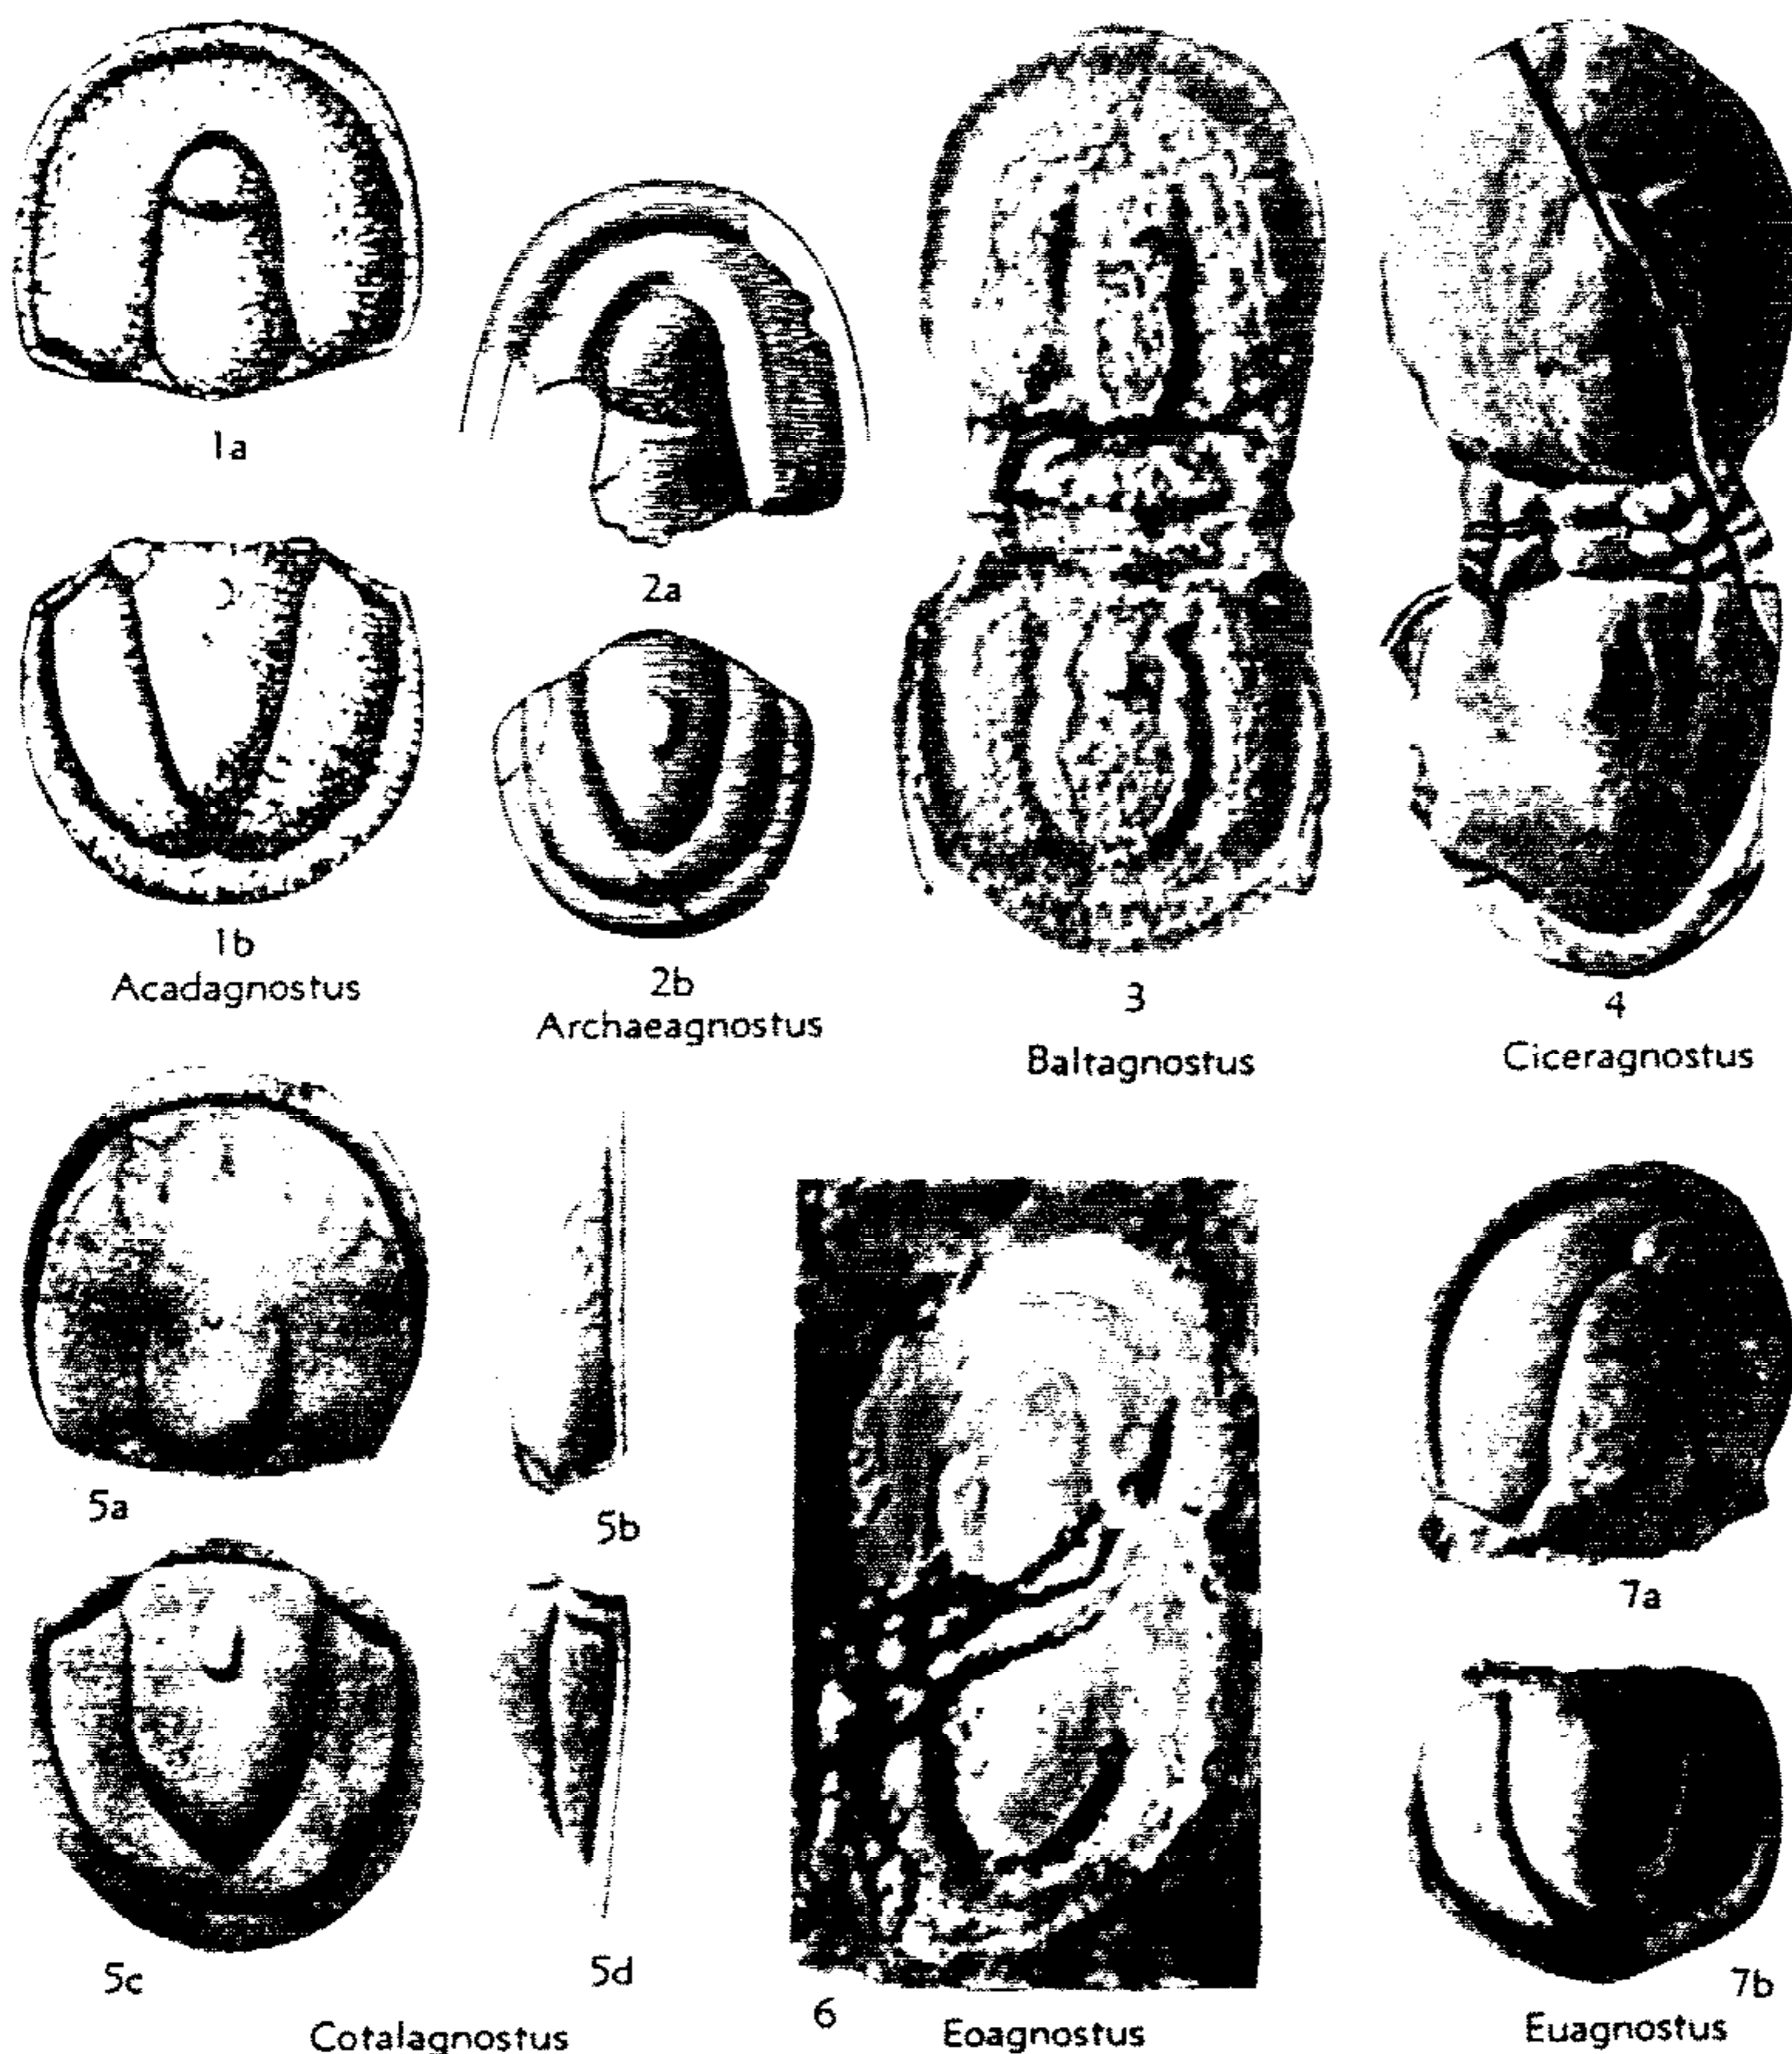 1a
2a
1b
Acadagnostus
2b
Archaeagnostus
3
Baltagnostus
4
Ciceragnostus
5a
5b
7a
5c
5d
Cotalagnostus
6
Eoagnostus
7b
Euagnostus